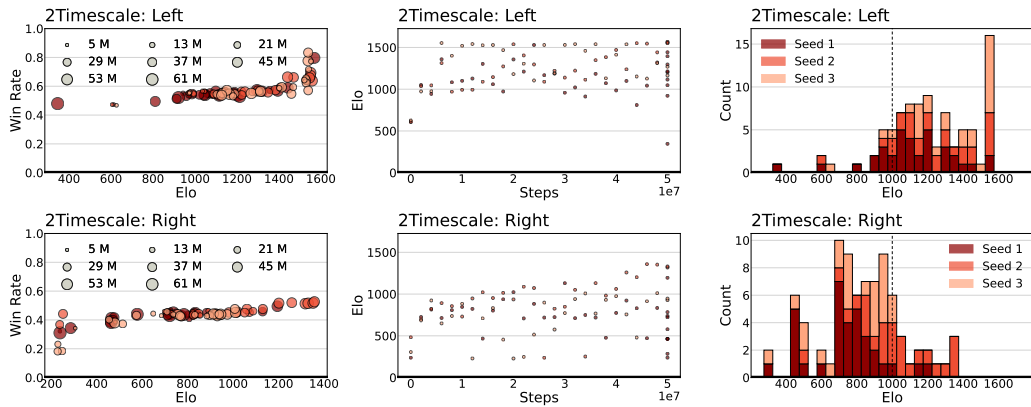 2Timescale: Left
1.0
0.8
0.6
0.4
0.2
0.0
Win Rate
5 M
13 M
21 M
29 M
37 M
45 M
53 M
61 M
400 600 800 1000 1200 1400 1600
Elo
2Timescale: Left
1500
1000
500
0
Elo
0 1 2 3 4 5
Steps
1e7
2Timescale: Left
15
10
5
0
Count
Seed 1
Seed 2
Seed 3
400 600 800 1000 1200 1400 1600
Elo
2Timescale: Right
1.0
0.8
0.6
0.4
0.2
0.0
Win Rate
5 M
13 M
21 M
29 M
37 M
45 M
53 M
61 M
200 400 600 800 1000 1200 1400
Elo
2Timescale: Right
1500
1000
500
0
Elo
0 1 2 3 4 5
Steps
1e7
2Timescale: Right
10
8
6
4
2
0
Count
Seed 1
Seed 2
Seed 3
400 600 800 1000 1200 1400 1600
Elo